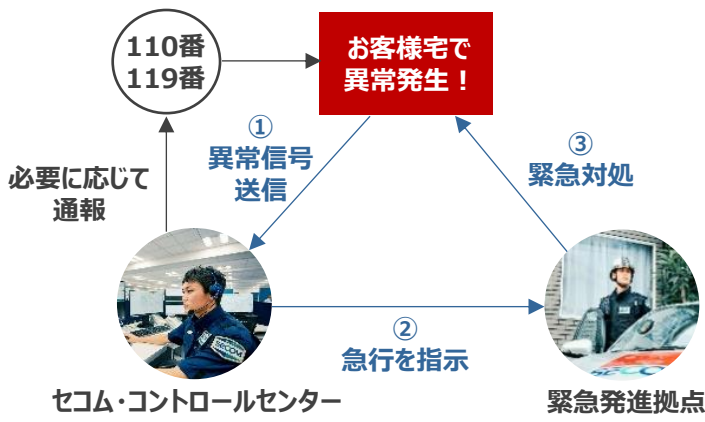 110番
119番
お客様宅で
異常発生！
①
異常信号
送信
③
緊急対処
必要に応じて
通報
SECOM
②
急行を指示
セコム・コントロールセンター
緊急発進拠点